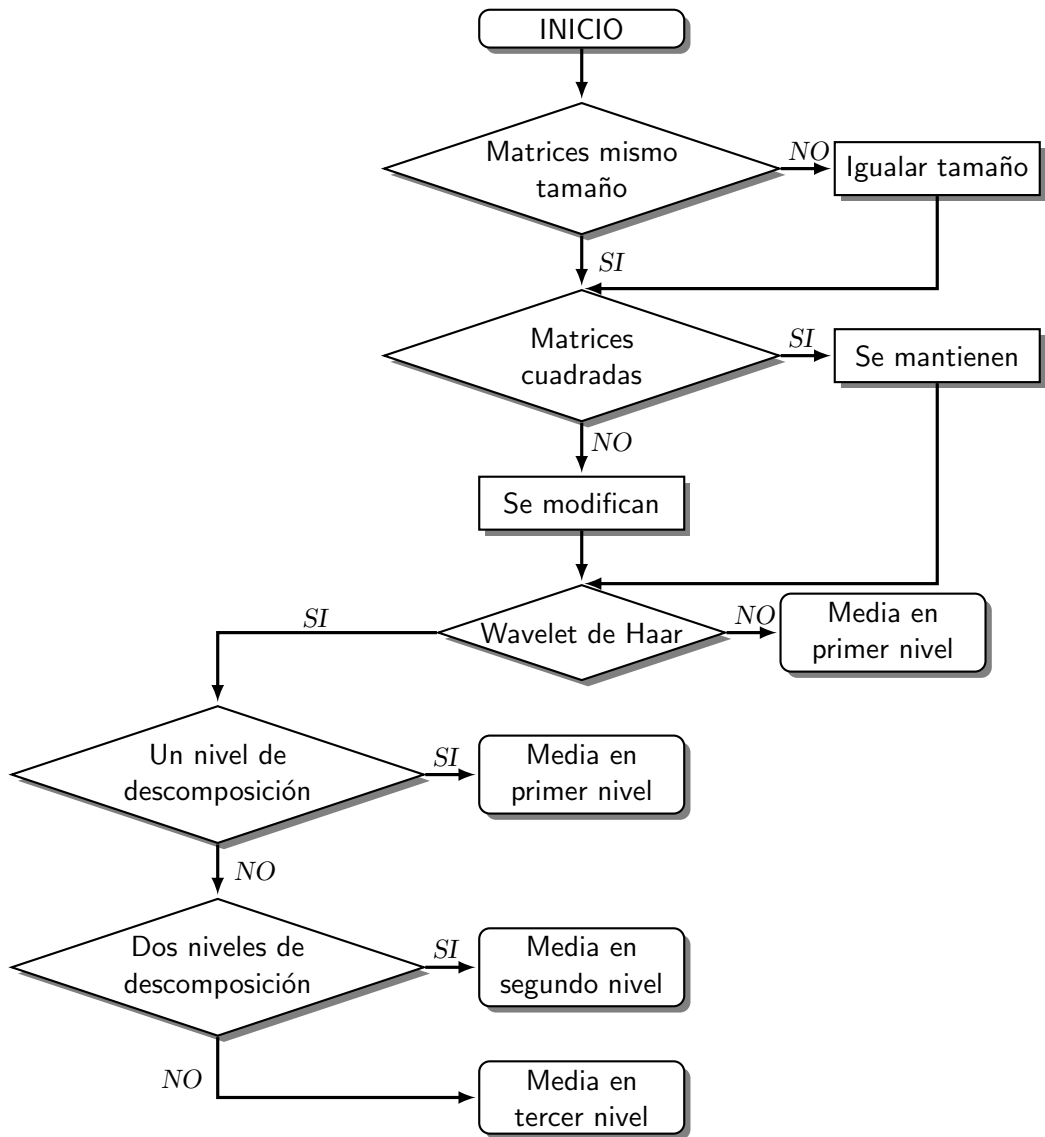 INICIO
Matrices mismo
tamaño
NO
Igualar tamaño
SI
Matrices
cuadradas
SI
Se mantienen
NO
Se modifican
Wavelet de Haar
NO
Media en
primer nivel
SI
Un nivel de
descomposición
SI
Media en
primer nivel
NO
Dos niveles de
descomposición
SI
Media en
segundo nivel
NO
Media en
tercer nivel